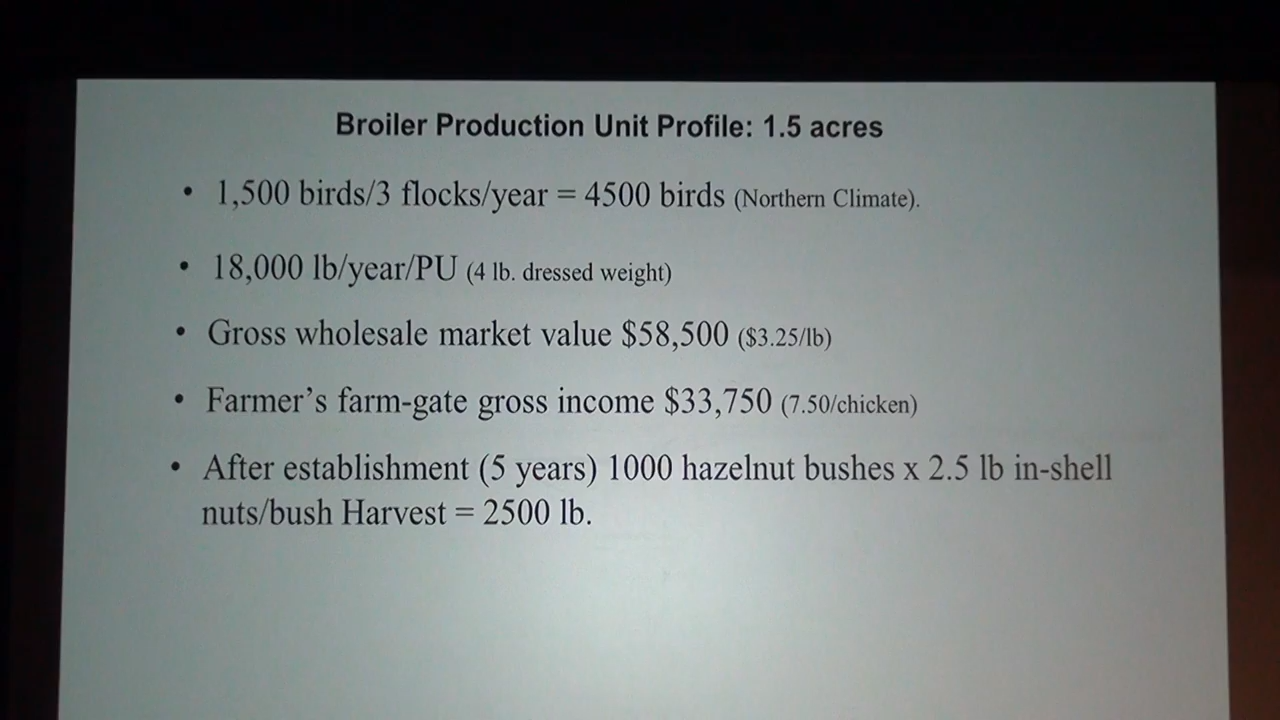 Broiler Production Unit Profile: 1.5 acres
• 1,500 birds/3 flocks/year = 4500 birds (Northern Climate).
• 18,000 lb/year/PU (4 lb. dressed weight)
• Gross wholesale market value $58,500 ($3.25/lb)
• Farmer's farm-gate gross income $33,750 (7.50/chicken)
• After establishment (5 years) 1000 hazelnut bushes x 2.5 lb in-shell
nuts/bush Harvest = 2500 lb.